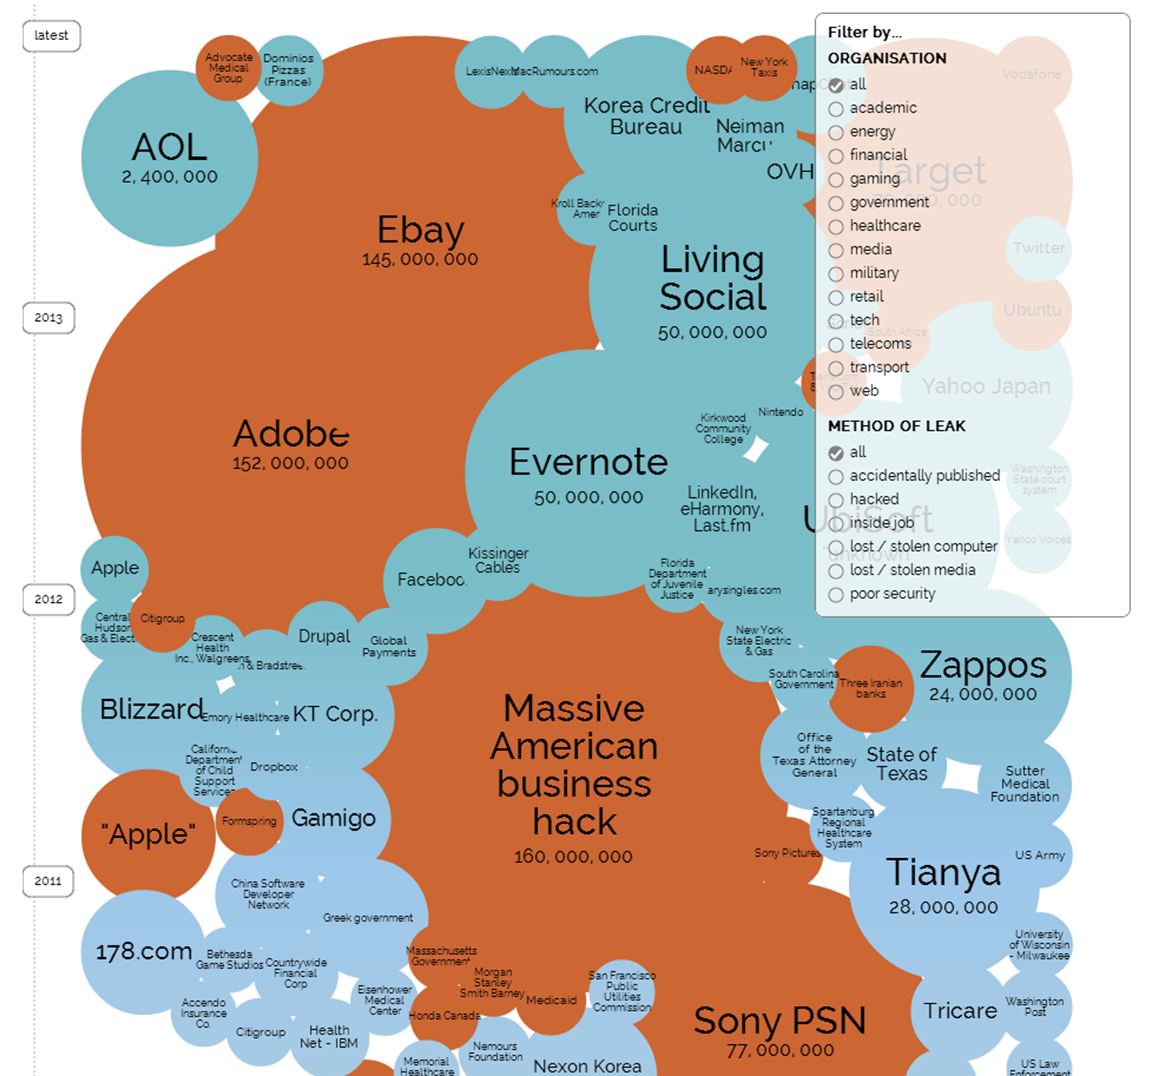 latest
2013
2012
2011
Advocate
Medical
Group
Dominios
Pizzas
(France)
AOL
2, 400, 000
Ebay
145, 000, 000
LexisNexis
MacRumours.com
Korea Credit
Bureau
NASDA
New York
Taxis
Neiman
Marcu
OVH
Florida
Courts
Living
Social
50, 000, 000
Target
Vodafone
Twitter
Ubuntu
South Africa
Yahoo Japan
Adobe
152, 000, 000
Evernote
50, 000, 000
Kirkwood
Community
College
Nintendo
LinkedIn,
eHarmony,
Last.fm
UbiSoft
unknown
Washington
State court
system
Yahoo Voices
Filter by...
ORGANISATION
all
academic
energy
financial
gaming
government
healthcare
media
military
retail
tech
telecoms
transport
web
METHOD OF LEAK
all
accidentally published
hacked
inside job
lost / stolen computer
lost / stolen media
poor security
Apple
Central
Hudson
Gas & Elect
Citigroup
Crescent
Health
Inc., Walgreens
Drupal
Global
Payments
Faceboo
Kissinger
Cables
Florida
Department
of Juvenile
Justice
arysingles.com
New York
State Electric
& Gas
South Carolina
Government
Three Iranian
banks
Zappos
24, 000, 000
Blizzard
Emory Healthcare
KT Corp.
Massive
American
business
hack
160, 000, 000
Office
of the
Texas Attorney
General
State of
Texas
Sutter
Medical
Foundation
California
Department
of Child
Support
Services
Dropbox
"Apple"
Formspring
Gamigo
Sony Pictures
Spartanburg
Regional
Healthcare
System
Tianya
28, 000, 000
US Army
China Software
Developer
Network
Greek government
178.com
Bethesda
Game Studios
Countrywide
Financial
Corp
Massachusetts
Government
Morgan
Stanley
Smith Barney
Medicaid
San Francisco
Public
Utilities
Commission
University
of Wisconsin
- Milwaukee
Accendo
Insurance
Co.
Citigroup
Health
Net - IBM
Eisenhower
Medical
Center
Honda Canada
Sony PSN
77, 000, 000
Tricare
Washington
Post
Memorial
Healthcare
Nemours
Foundation
Nexon Korea
US Law
Enforcement